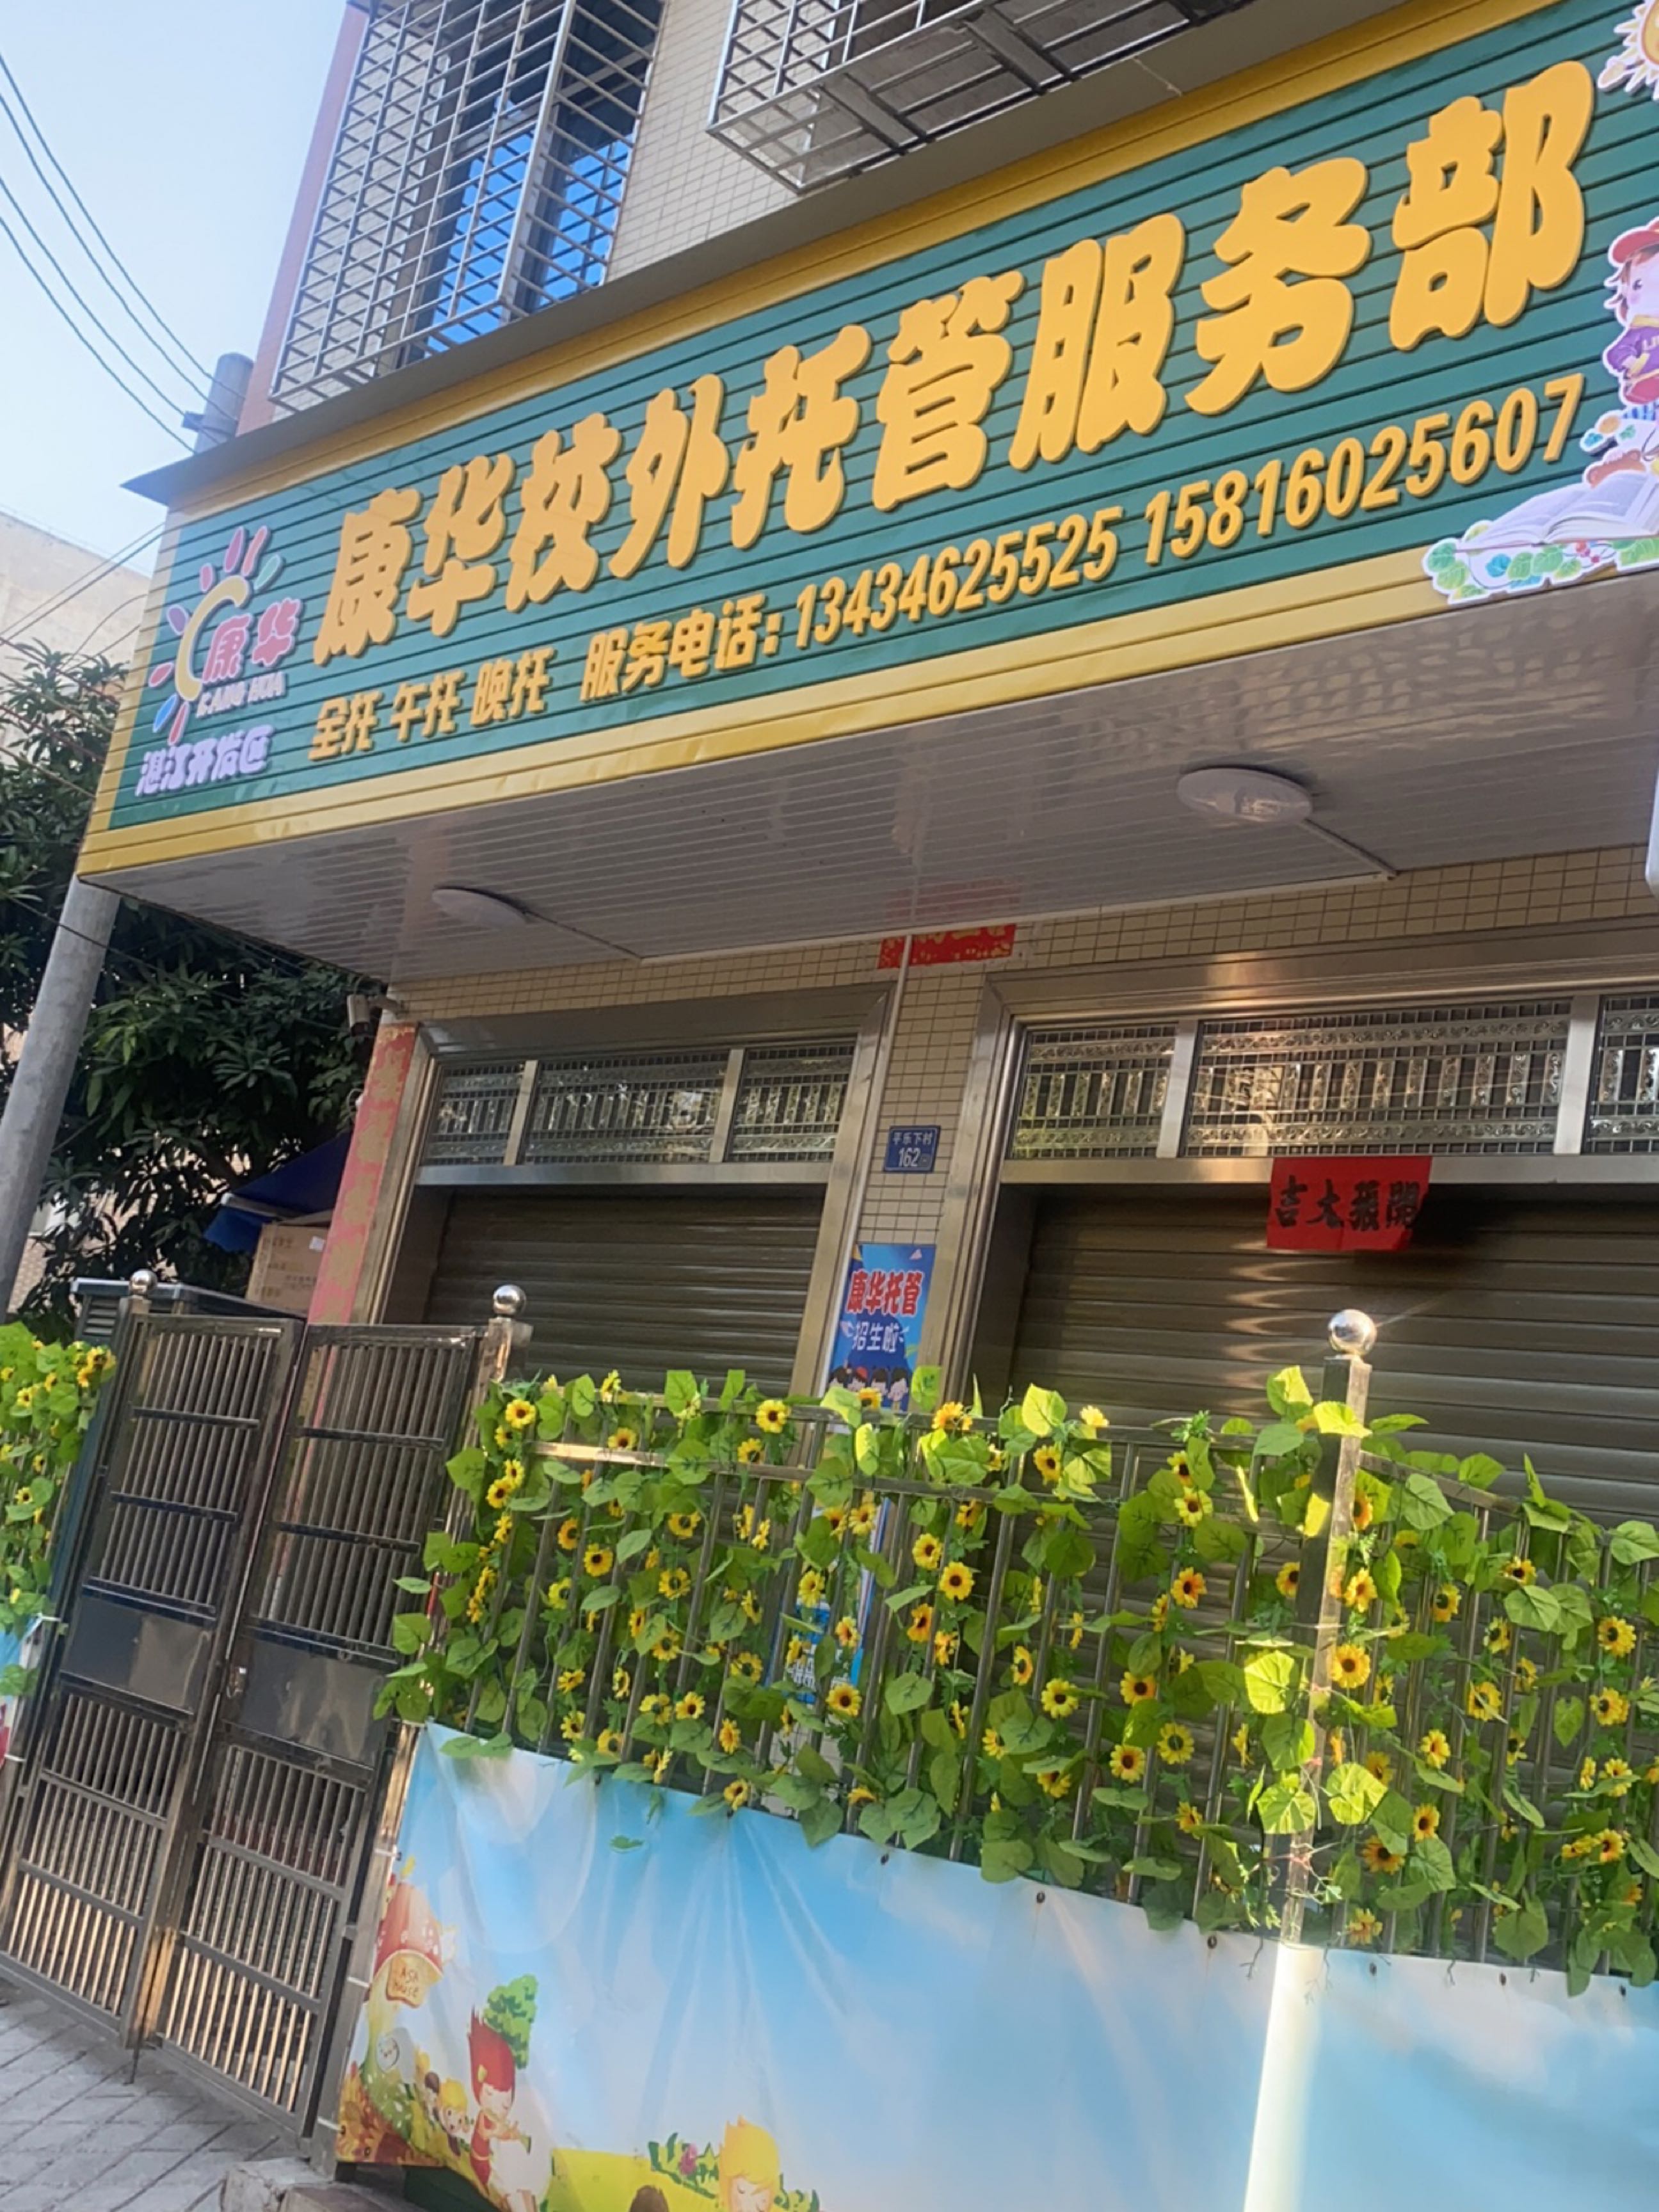 康华校外托管服务部
康华
KANG HUA
湛江开发区
全托 午托 晚托 服务电话:13434625525 15816025607
平乐下村
162
吉大張開
康华托管
招生啦